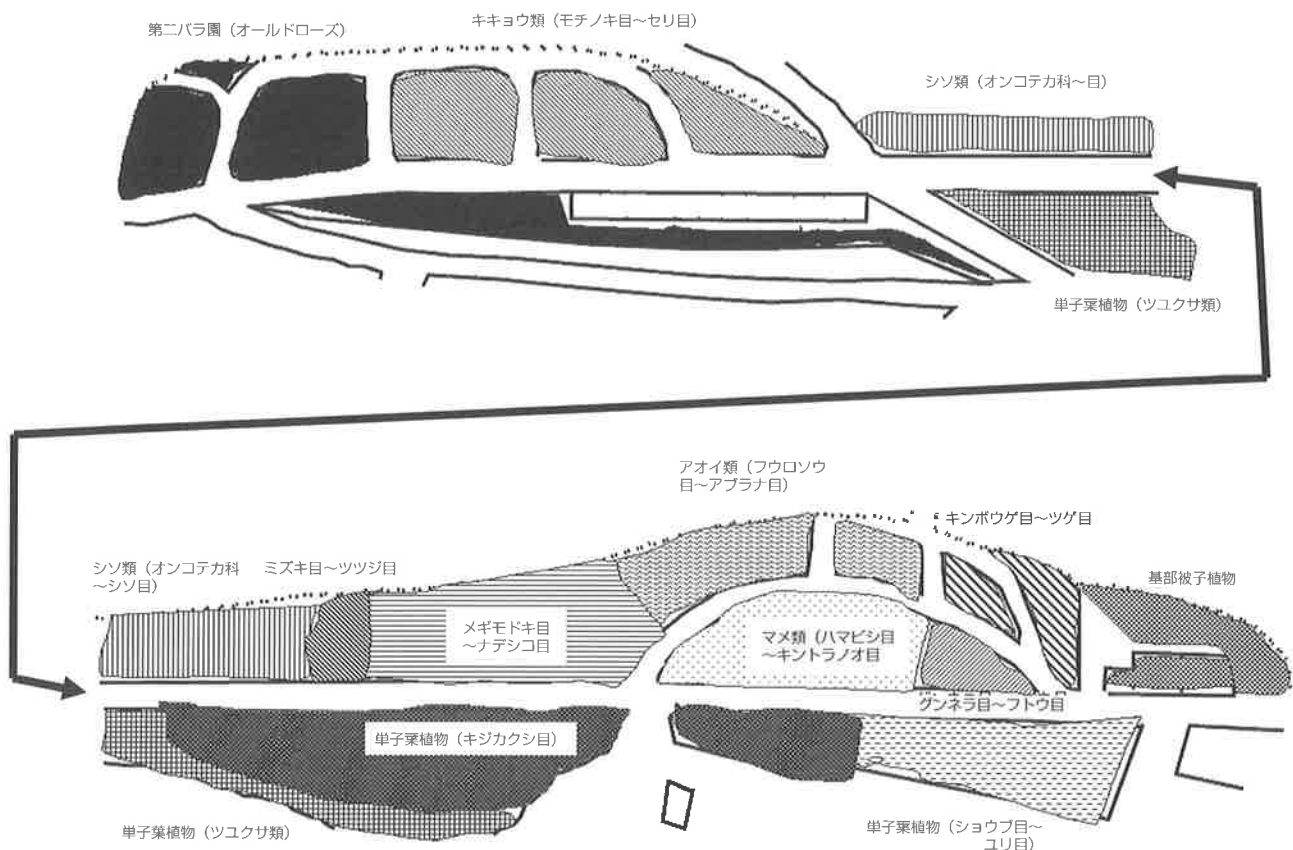 第二バラ園（オールドローズ）
キキョウ類（モチノキ目～セリ目）
シソ類（オンコテカ科～目）
単子葉植物（ツユクサ類）
アオイ類（フウロソウ
目～アブラナ目）
キンボウゲ目～ツゲ目
シソ類（オンコテカ科
～シソ目）
ミズキ目～ツツジ目
基部被子植物
メギモドキ目
～ナデシコ目
マメ類（ハマビシ目
～キントラノオ目
グンネラ目～フトウ目
単子葉植物（キジカクシ目）
単子葉植物（ツユクサ類）
単子葉植物（ショウブ目～
ユリ目）